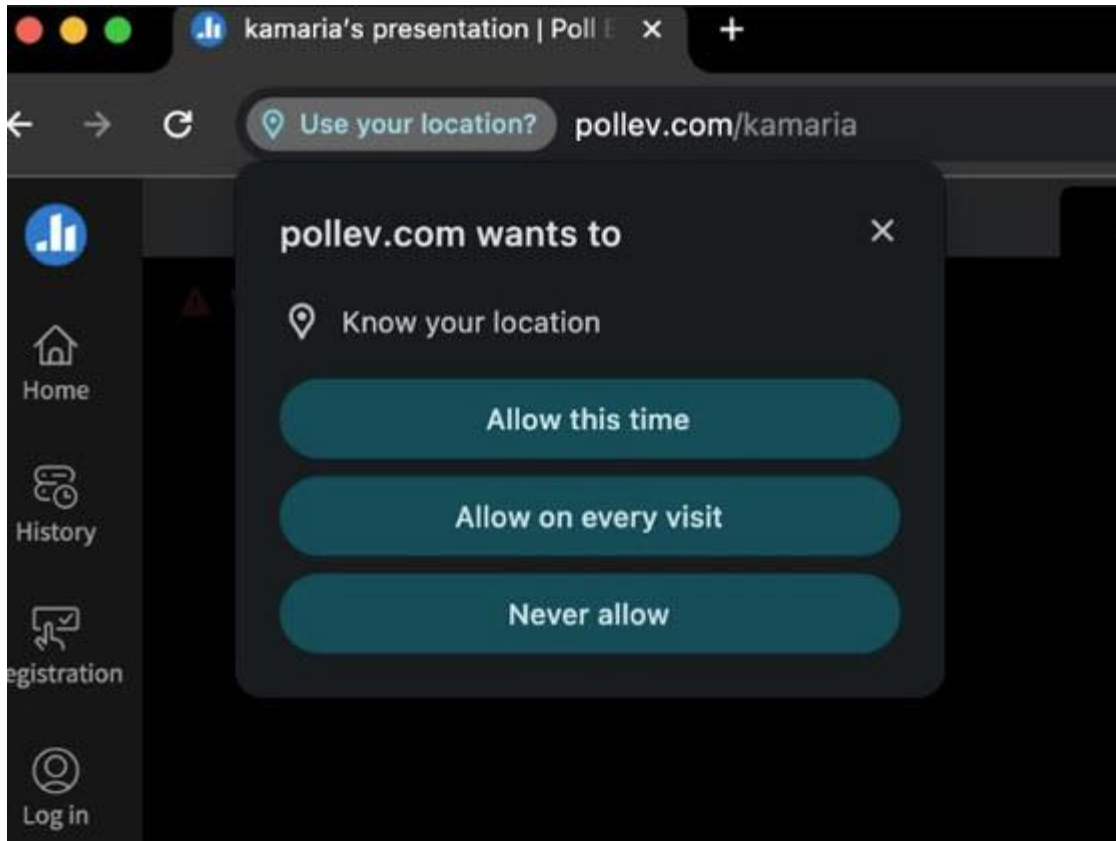 kamaria's presentation | Poll E
Use your location? pollev.com/kamaria
pollev.com wants to
Know your location
Allow this time
Allow on every visit
Never allow
Home
History
egistration
Log in